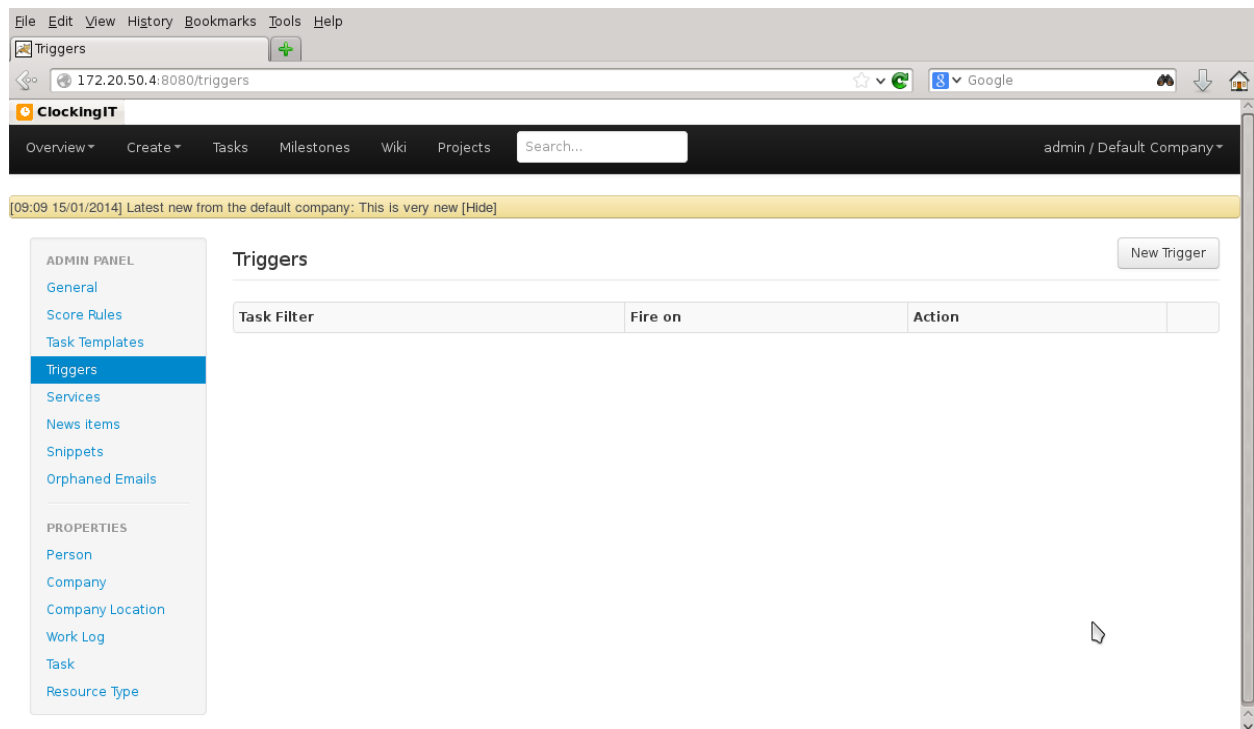 File Edit View History Bookmarks Tools Help
Triggers
172.20.50.4:8080/triggers
8 Google
ClockingIT
Overview Create Tasks Milestones Wiki Projects Search... admin / Default Company
[09:09 15/01/2014] Latest new from the default company: This is very new [Hide]
ADMIN PANEL
General
Score Rules
Task Templates
Triggers
Services
News items
Snippets
Orphaned Emails
PROPERTIES
Person
Company
Company Location
Work Log
Task
Resource Type
Triggers
New Trigger
Task Filter Fire on Action